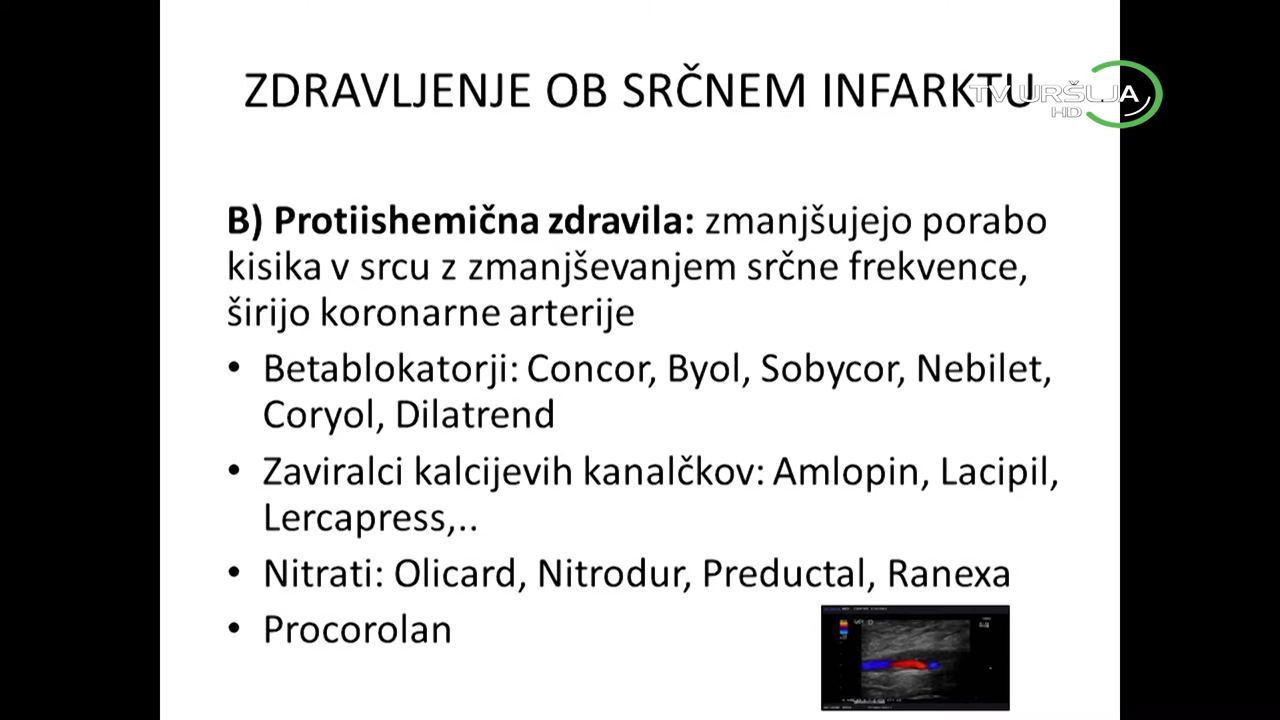 ZDRAVLJENJE OB SRČNEM INFARKTU
TV URŠLJA
HD
B) Protiishemična zdravila: zmanjšujejo porabo
kisika v srcu z zmanjševanjem srčne frekvence,
širijo koronarne arterije
• Betablokatorji: Concor, Byol, Sobycor, Nebilet,
Coryol, Dilatrend
• Zaviralci kalcijevih kanalčkov: Amlopin, Lacipil,
Lercapress,..
• Nitrati: Olicard, Nitrodur, Preductal, Ranexa
• Procorolan